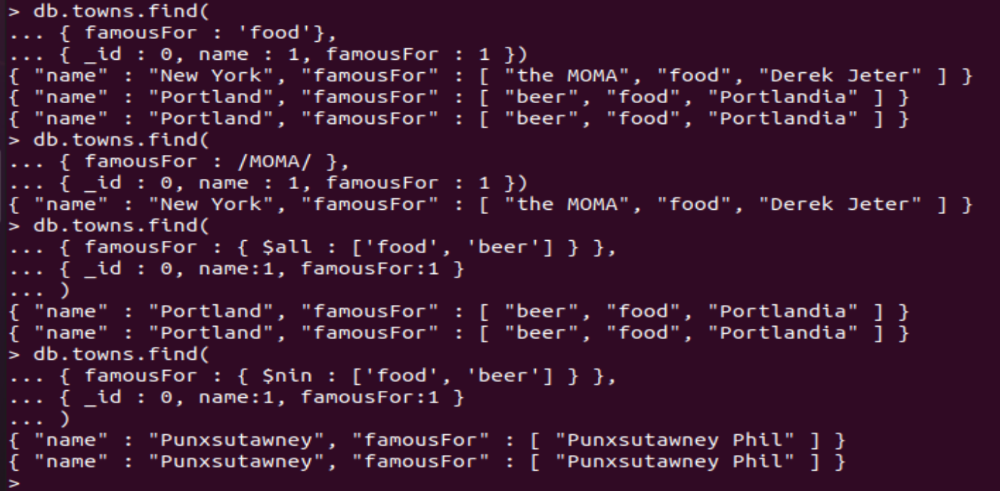 > db.towns.find(
... { famousFor : 'food'},
... { _id : 0, name : 1, famousFor : 1 })
{ "name" : "New York", "famousFor" : [ "the MOMA", "food", "Derek Jeter" ] }
{ "name" : "Portland", "famousFor" : [ "beer", "food", "Portlandia" ] }
{ "name" : "Portland", "famousFor" : [ "beer", "food", "Portlandia" ] }
> db.towns.find(
... { famousFor : /MOMA/ },
... { _id : 0, name : 1, famousFor : 1 })
{ "name" : "New York", "famousFor" : [ "the MOMA", "food", "Derek Jeter" ] }
> db.towns.find(
... { famousFor : { $all : ['food', 'beer'] } },
... { _id : 0, name:1, famousFor:1 }
... )
{ "name" : "Portland", "famousFor" : [ "beer", "food", "Portlandia" ] }
{ "name" : "Portland", "famousFor" : [ "beer", "food", "Portlandia" ] }
> db.towns.find(
... { famousFor : { $nin : ['food', 'beer'] } },
... { _id : 0, name:1, famousFor:1 }
... )
{ "name" : "Punxsutawney", "famousFor" : [ "Punxsutawney Phil" ] }
{ "name" : "Punxsutawney", "famousFor" : [ "Punxsutawney Phil" ] }
>